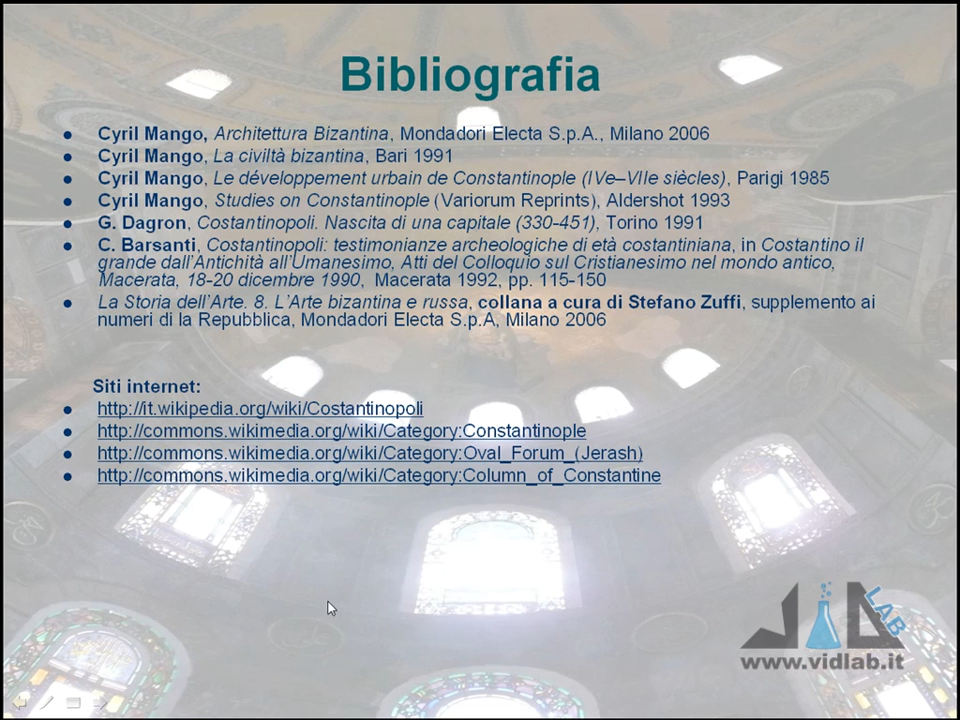 Bibliografia
● Cyril Mango, Architettura Bizantina, Mondadori Electa S.p.A., Milano 2006
● Cyril Mango, La civiltà bizantina, Bari 1991
● Cyril Mango, Le développement urbain de Constantinople (IVe–VIIe siècles), Parigi 1985
● Cyril Mango, Studies on Constantinople (Variorum Reprints), Aldershot 1993
● G. Dagron, Costantinopoli. Nascita di una capitale (330-451), Torino 1991
● C. Barsanti, Costantinopoli: testimonianze archeologiche di età costantiniana, in Costantino il
grande dall'Antichità all'Umanesimo, Atti del Colloquio sul Cristianesimo nel mondo antico,
Macerata, 18-20 dicembre 1990, Macerata 1992, pp. 115-150
● La Storia dell'Arte. 8. L'Arte bizantina e russa, collana a cura di Stefano Zuffi, supplemento ai
numeri di la Repubblica, Mondadori Electa S.p.A, Milano 2006
Siti internet:
● http://it.wikipedia.org/wiki/Costantinopoli
● http://commons.wikimedia.org/wiki/Category:Constantinople
● http://commons.wikimedia.org/wiki/Category:Oval_Forum_(Jerash)
● http://commons.wikimedia.org/wiki/Category:Column_of_Constantine
VID LAB
www.vidlab.it